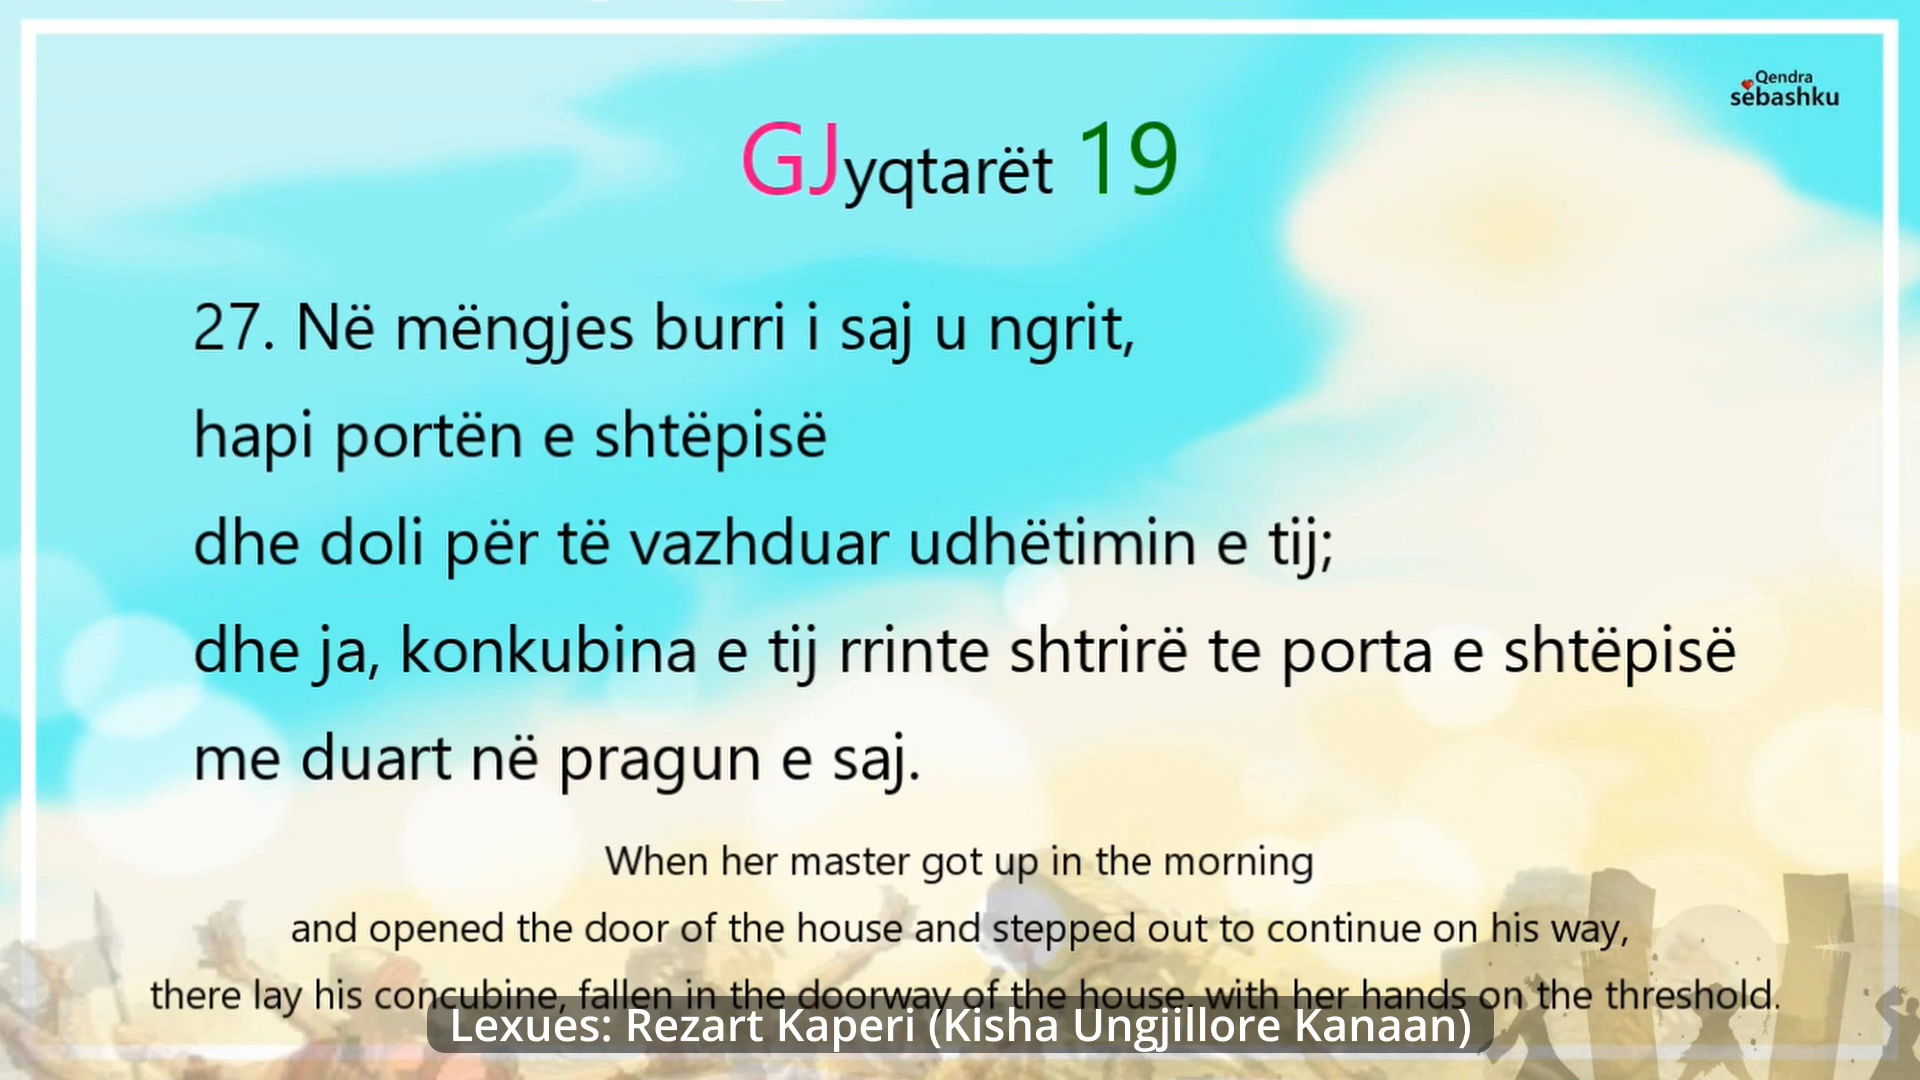 Qendra
sebashku
GJyqtarët 19
27. Në mëngjes burri i saj u ngrit,
hapi portën e shtëpisë
dhe doli për të vazhduar udhëtimin e tij;
dhe ja, konkubina e tij rrinte shtrirë te porta e shtëpisë
me duart në pragun e saj.
When her master got up in the morning
and opened the door of the house and stepped out to continue on his way,
there lay his concubine, fallen in the doorway of the house, with her hands on the threshold.
Lexues: Rezart Kaperi (Kisha Ungjillore Kanaan)